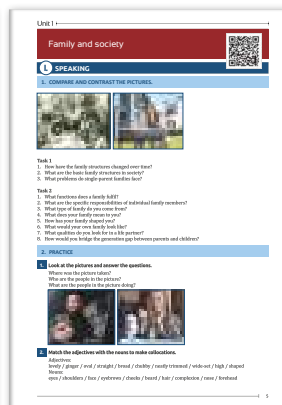 Unit 1
Family and society
L SPEAKING
1. COMPARE AND CONTRAST THE PICTURES.
Task 1
1. How have the family structures changed over time?
2. What are the basic family structures in society?
3. What problems do single-parent families face?
Task 2
1. What functions does a family fulfil?
2. What are the specific responsibilities of individual family members?
3. What type of family do you come from?
4. What does your family mean to you?
5. How has your family shaped you?
6. What would your own family look like?
7. What qualities do you look for in a life partner?
8. How would you bridge the generation gap between parents and children?
2. PRACTICE
1. Look at the pictures and answer the questions.
Where was the picture taken?
Who are the people in the picture?
What are the people in the picture doing?
2. Match the adjectives with the nouns to make collocations.
Adjectives:
lovely / ginger / oval / straight / broad / chubby / neatly trimmed / wide-set / high / shaped
Nouns:
eyes / shoulders / face / eyebrows / cheeks / beard / hair / complexion / nose / forehead
5